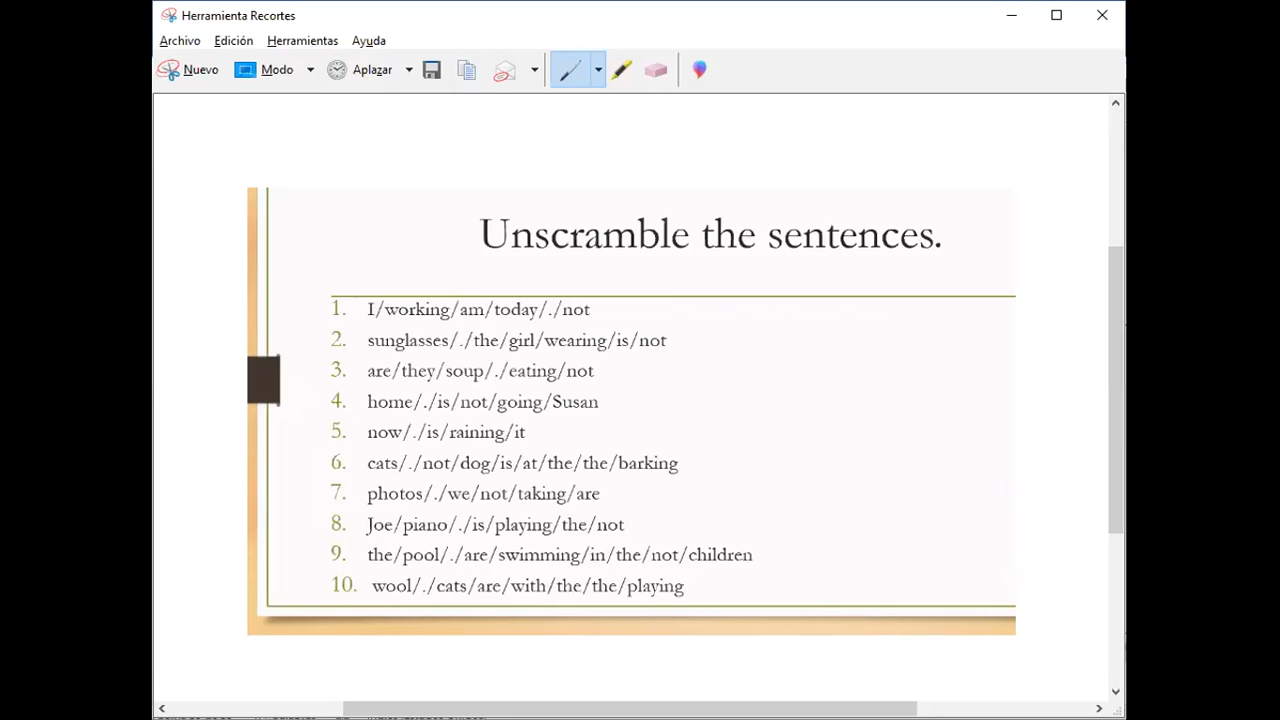 Herramienta Recortes
Archivo Edición Herramientas Ayuda
Nuevo Modo Aplazar
Unscramble the sentences.
1. I/working/am/today/./not
2. sunglasses/./the/girl/wearing/is/not
3. are/they/soup/./eating/not
4. home/./is/not/going/Susan
5. now/./is/raining/it
6. cats/./not/dog/is/at/the/the/barking
7. photos/./we/not/taking/are
8. Joe/piano/./is/playing/the/not
9. the/pool/./are/swimming/in/the/not/children
10. wool/./cats/are/with/the/the/playing